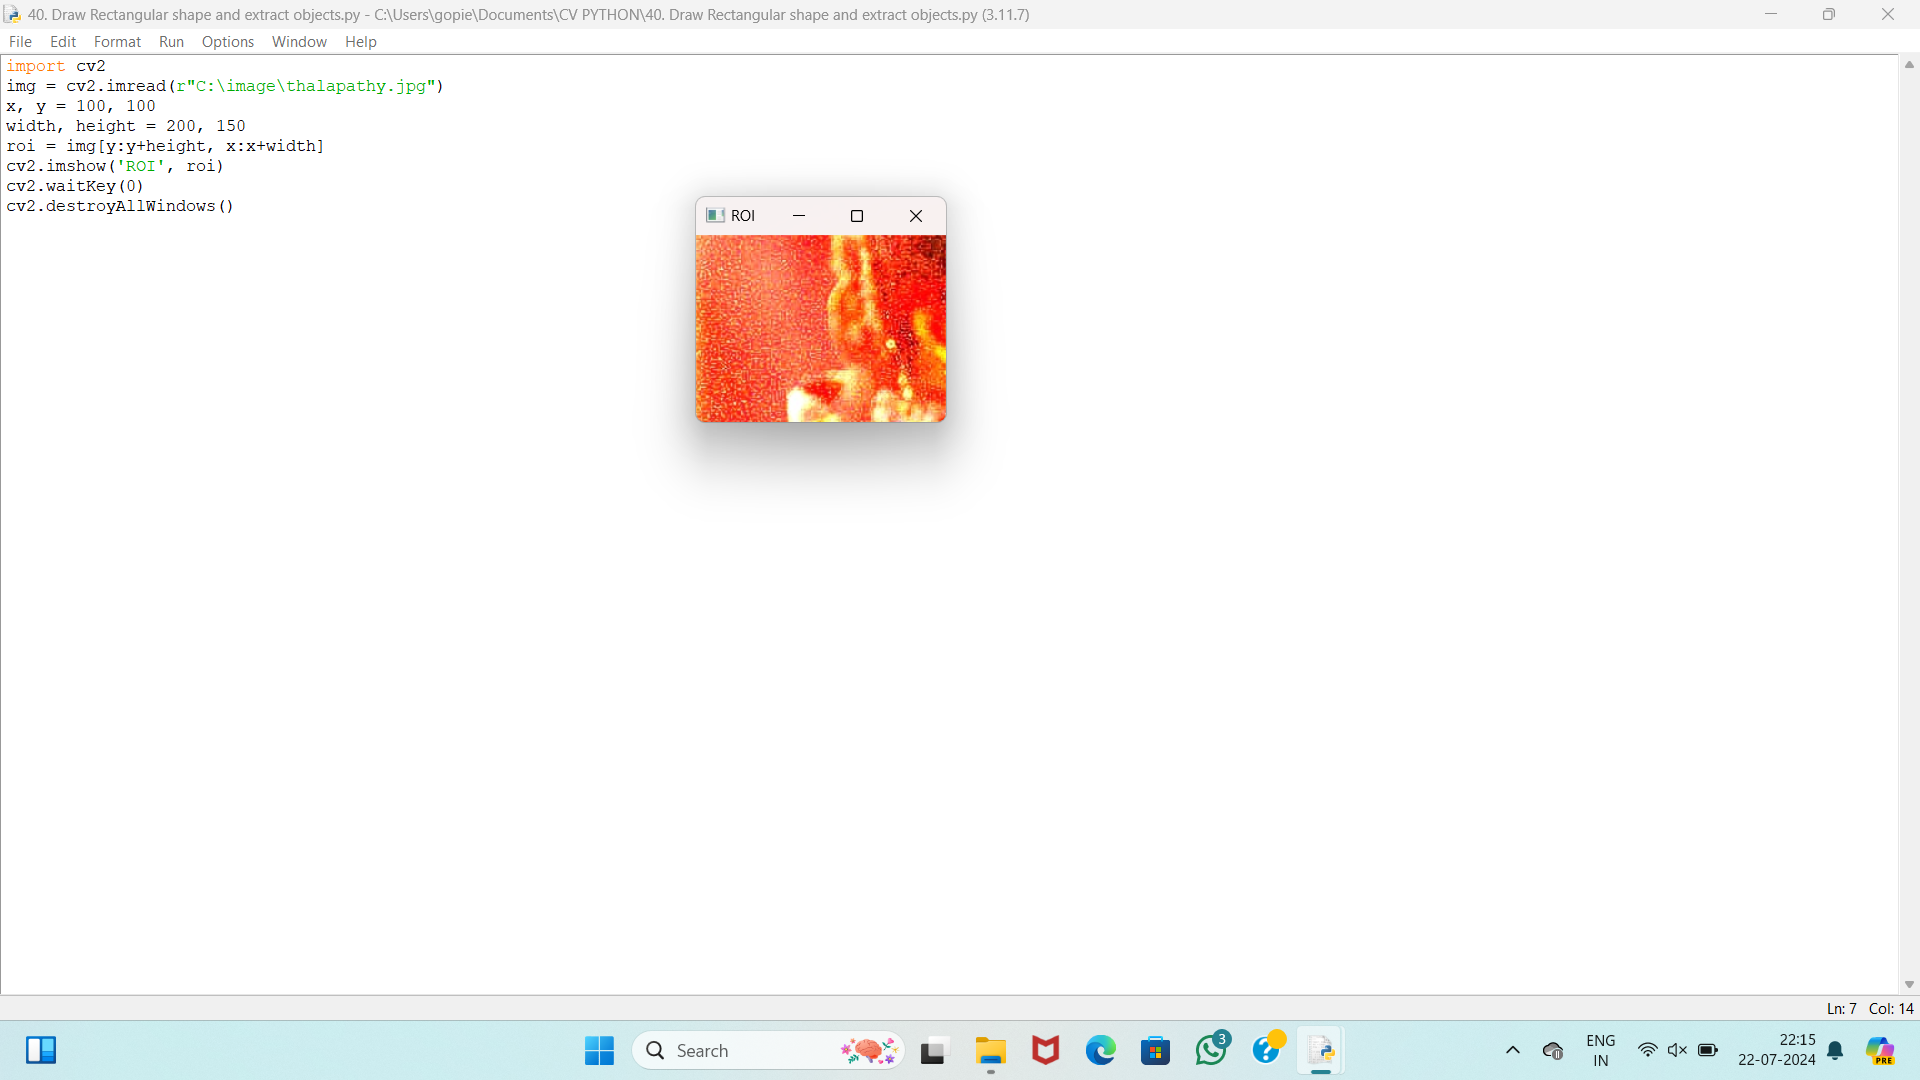 40. Draw Rectangular shape and extract objects.py - C:\Users\gopie\Documents\CV PYTHON\40. Draw Rectangular shape and extract objects.py (3.11.7)
File Edit Format Run Options Window Help
import cv2
img = cv2.imread(r"C:\image\thalapathy.jpg")
x, y = 100, 100
width, height = 200, 150
roi = img[y:y+height, x:x+width]
cv2.imshow('ROI', roi)
cv2.waitKey(0)
cv2.destroyAllWindows()
ROI
Ln: 7 Col: 14
Search
3
ENG
IN
22:15
22-07-2024
PRE